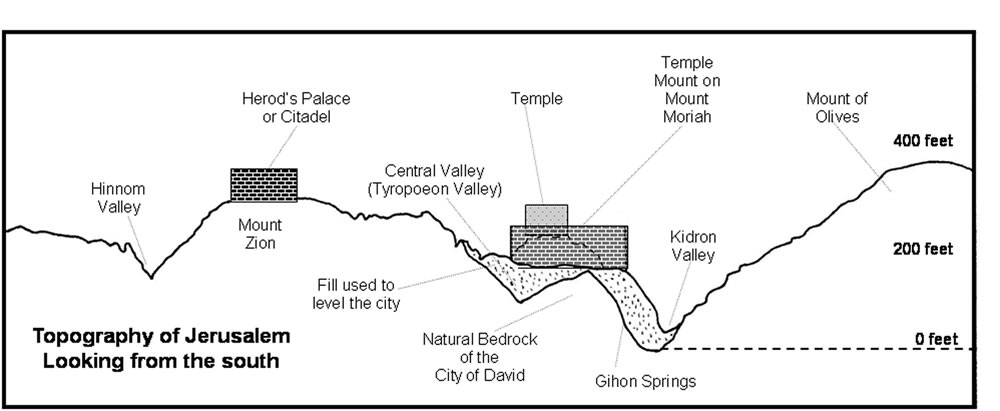 Temple
Mount on
Mount
Moriah
Herod's Palace
or Citadel
Temple
Mount of
Olives
400 feet
Central Valley
(Tyropoeon Valley)
Hinnom
Valley
Mount
Zion
Kidron
Valley
200 feet
Fill used to
level the city
Topography of Jerusalem
Looking from the south
Natural Bedrock
of the
City of David
0 feet
Gihon Springs